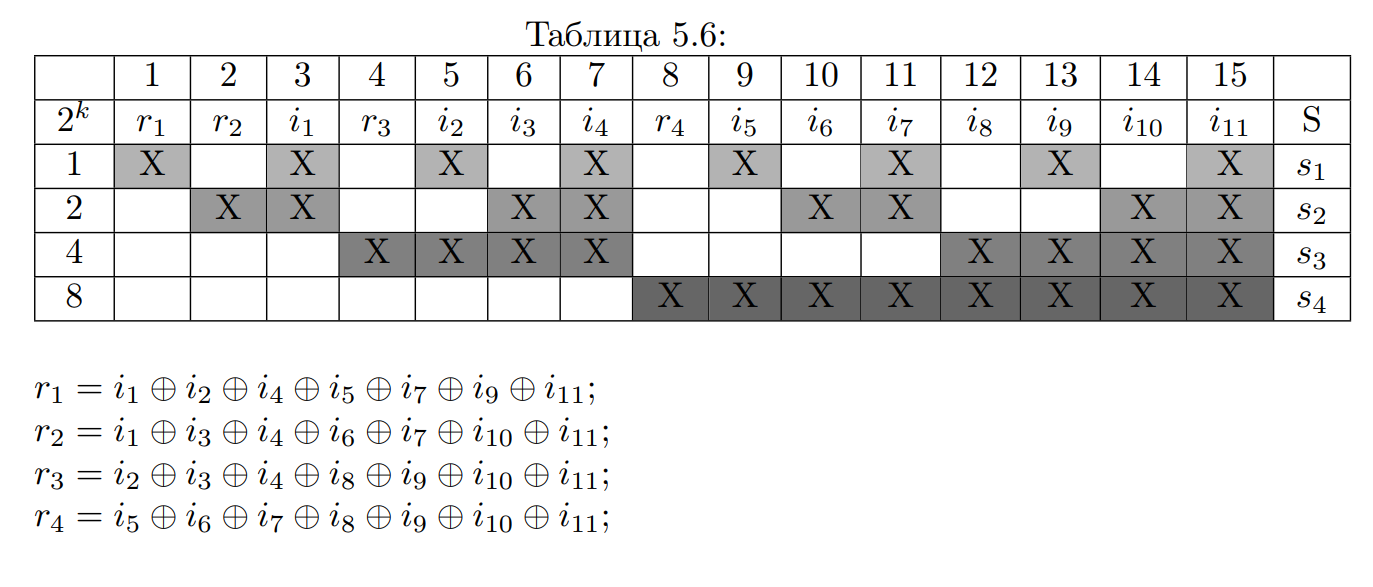 Таблица 5.6:
1 2 3 4 5 6 7 8 9 10 11 12 13 14 15
2^k r₁ r₂ i₁ r₃ i₂ i₃ i₄ r₄ i₅ i₆ i₇ i₈ i₉ i₁₀ i₁₁ S
1 X X X X X X X X s₁
2 X X X X X X X X s₂
4 X X X X X X X X s₃
8 X X X X X X X X s₄
r₁ = i₁ ⊕ i₂ ⊕ i₄ ⊕ i₅ ⊕ i₇ ⊕ i₉ ⊕ i₁₁;
r₂ = i₁ ⊕ i₃ ⊕ i₄ ⊕ i₆ ⊕ i₇ ⊕ i₁₀ ⊕ i₁₁;
r₃ = i₂ ⊕ i₃ ⊕ i₄ ⊕ i₈ ⊕ i₉ ⊕ i₁₀ ⊕ i₁₁;
r₄ = i₅ ⊕ i₆ ⊕ i₇ ⊕ i₈ ⊕ i₉ ⊕ i₁₀ ⊕ i₁₁;